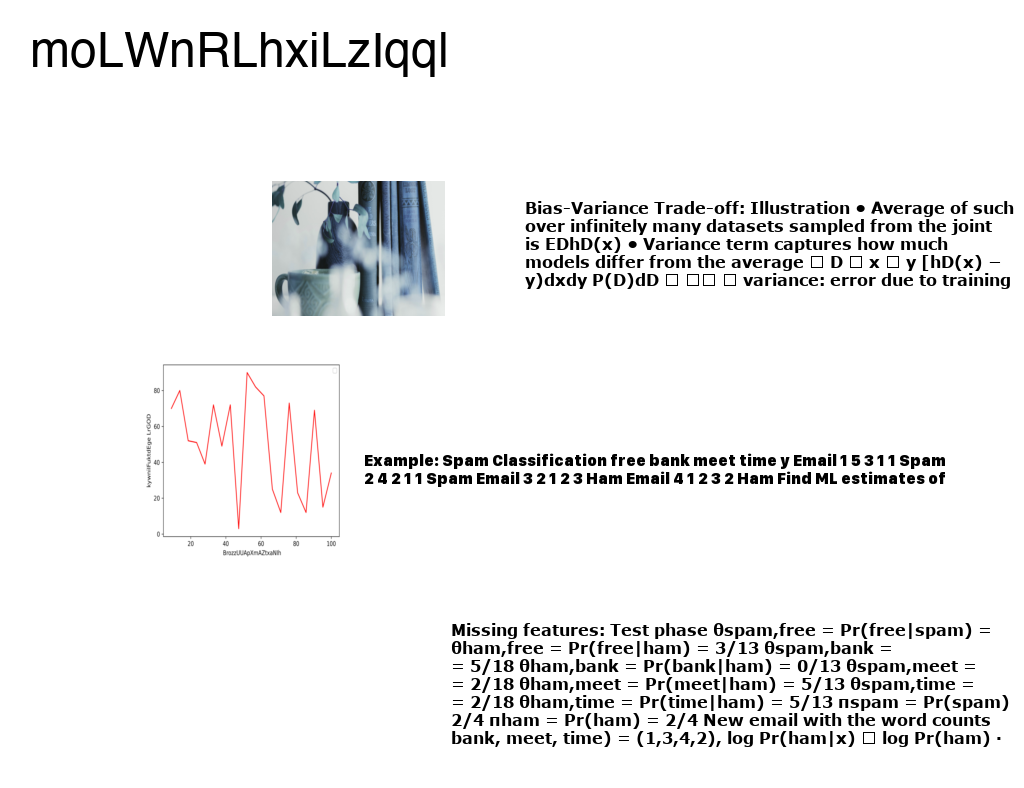 moLWnRLhxiLzIqql
Bias-Variance Trade-off: Illustration • Average of such
over infinitely many datasets sampled from the joint
is EDhD(x) • Variance term captures how much
models differ from the average □ D □ x □ y [hD(x) −
y)dxdy P(D)dD □ □□ □ variance: error due to training
80
60
40
20
0
20 40 60 80 100
BrozzUUApXmAZtxaNlh
Example: Spam Classification free bank meet time y Email 1 5 3 1 1 Spam
2 4 2 1 1 Spam Email 3 2 1 2 3 Ham Email 4 1 2 3 2 Ham Find ML estimates of
Missing features: Test phase θspam,free = Pr(free|spam) =
θham,free = Pr(free|ham) = 3/13 θspam,bank =
= 5/18 θham,bank = Pr(bank|ham) = 0/13 θspam,meet =
= 2/18 θham,meet = Pr(meet|ham) = 5/13 θspam,time =
= 2/18 θham,time = Pr(time|ham) = 5/13 πspam = Pr(spam)
2/4 πham = Pr(ham) = 2/4 New email with the word counts
bank, meet, time) = (1,3,4,2), log Pr(ham|x) □ log Pr(ham) ·